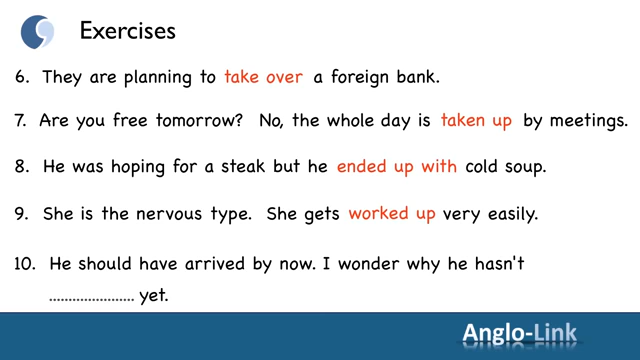 Exercises
6. They are planning to take over a foreign bank.
7. Are you free tomorrow? No, the whole day is taken up by meetings.
8. He was hoping for a steak but he ended up with cold soup.
9. She is the nervous type. She gets worked up very easily.
10. He should have arrived by now. I wonder why he hasn't
...................... yet.
Anglo-Link